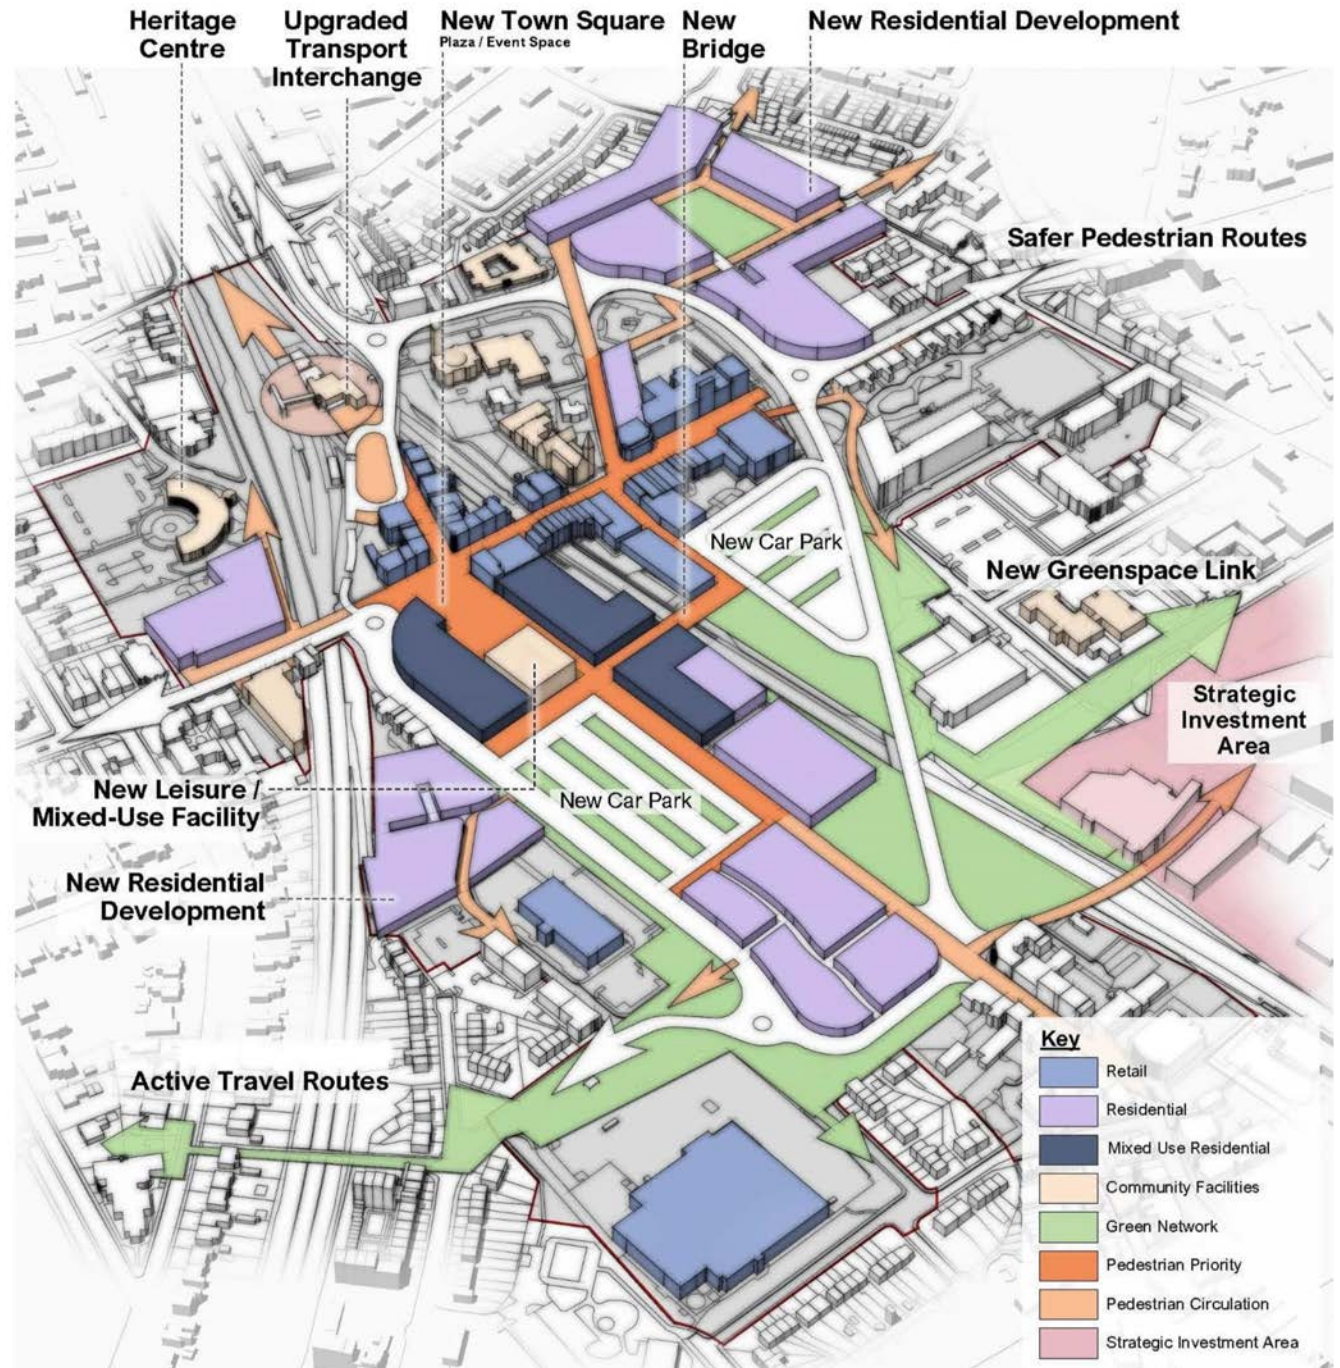 Heritage
Centre
Upgraded
Transport
Interchange
New Town Square
Plaza / Event Space
New
Bridge
New Residential Development
Safer Pedestrian Routes
New Car Park
New Greenspace Link
Strategic
Investment
Area
New Leisure /
Mixed-Use Facility
New Car Park
New Residential
Development
Active Travel Routes
Key
Retail
Residential
Mixed Use Residential
Community Facilities
Green Network
Pedestrian Priority
Pedestrian Circulation
Strategic Investment Area